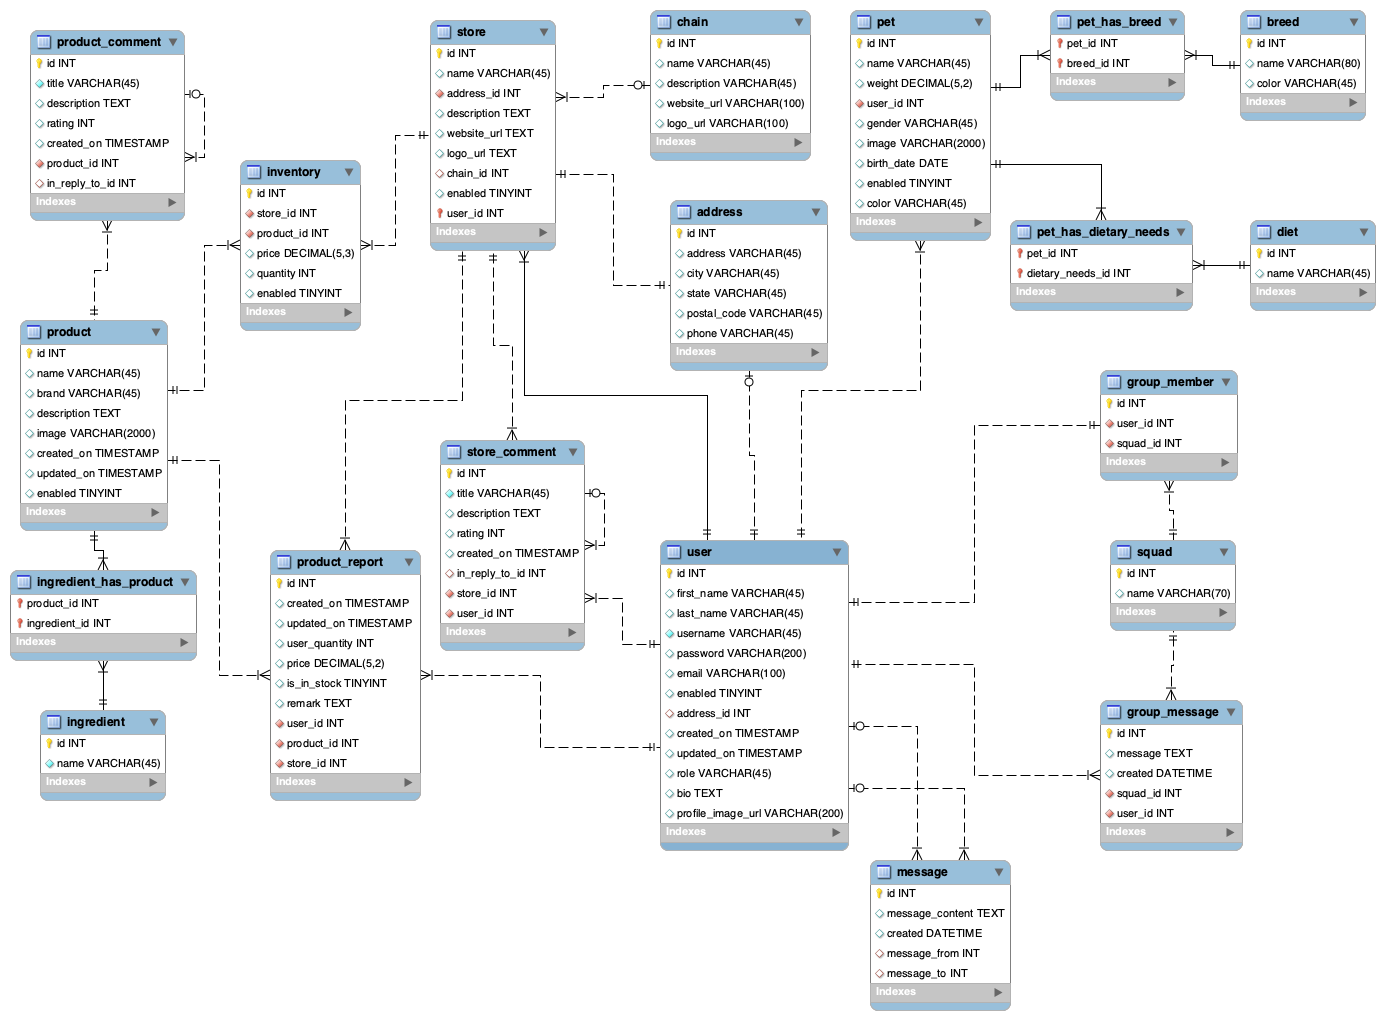 product_comment
id INT
title VARCHAR(45)
description TEXT
rating INT
created_on TIMESTAMP
product_id INT
in_reply_to_id INT
Indexes
store
id INT
name VARCHAR(45)
address_id INT
description TEXT
website_url TEXT
logo_url TEXT
chain_id INT
enabled TINYINT
user_id INT
Indexes
chain
id INT
name VARCHAR(45)
description VARCHAR(45)
website_url VARCHAR(100)
logo_url VARCHAR(100)
Indexes
pet
id INT
name VARCHAR(45)
weight DECIMAL(5,2)
user_id INT
gender VARCHAR(45)
image VARCHAR(2000)
birth_date DATE
enabled TINYINT
color VARCHAR(45)
Indexes
pet_has_breed
pet_id INT
breed_id INT
Indexes
breed
id INT
name VARCHAR(80)
color VARCHAR(45)
Indexes
inventory
id INT
store_id INT
product_id INT
price DECIMAL(5,3)
quantity INT
enabled TINYINT
Indexes
address
id INT
address VARCHAR(45)
city VARCHAR(45)
state VARCHAR(45)
postal_code VARCHAR(45)
phone VARCHAR(45)
Indexes
pet_has_dietary_needs
pet_id INT
dietary_needs_id INT
Indexes
diet
id INT
name VARCHAR(45)
Indexes
product
id INT
name VARCHAR(45)
brand VARCHAR(45)
description TEXT
image VARCHAR(2000)
created_on TIMESTAMP
updated_on TIMESTAMP
enabled TINYINT
Indexes
group_member
id INT
user_id INT
squad_id INT
Indexes
store_comment
id INT
title VARCHAR(45)
description TEXT
rating INT
created_on TIMESTAMP
in_reply_to_id INT
store_id INT
user_id INT
Indexes
product_report
id INT
created_on TIMESTAMP
updated_on TIMESTAMP
user_quantity INT
price DECIMAL(5,2)
is_in_stock TINYINT
remark TEXT
user_id INT
product_id INT
store_id INT
Indexes
user
id INT
first_name VARCHAR(45)
last_name VARCHAR(45)
username VARCHAR(45)
password VARCHAR(200)
email VARCHAR(100)
enabled TINYINT
address_id INT
created_on TIMESTAMP
updated_on TIMESTAMP
role VARCHAR(45)
bio TEXT
profile_image_url VARCHAR(200)
Indexes
squad
id INT
name VARCHAR(70)
Indexes
ingredient_has_product
product_id INT
ingredient_id INT
Indexes
ingredient
id INT
name VARCHAR(45)
Indexes
group_message
id INT
message TEXT
created DATETIME
squad_id INT
user_id INT
Indexes
message
id INT
message_content TEXT
created DATETIME
message_from INT
message_to INT
Indexes